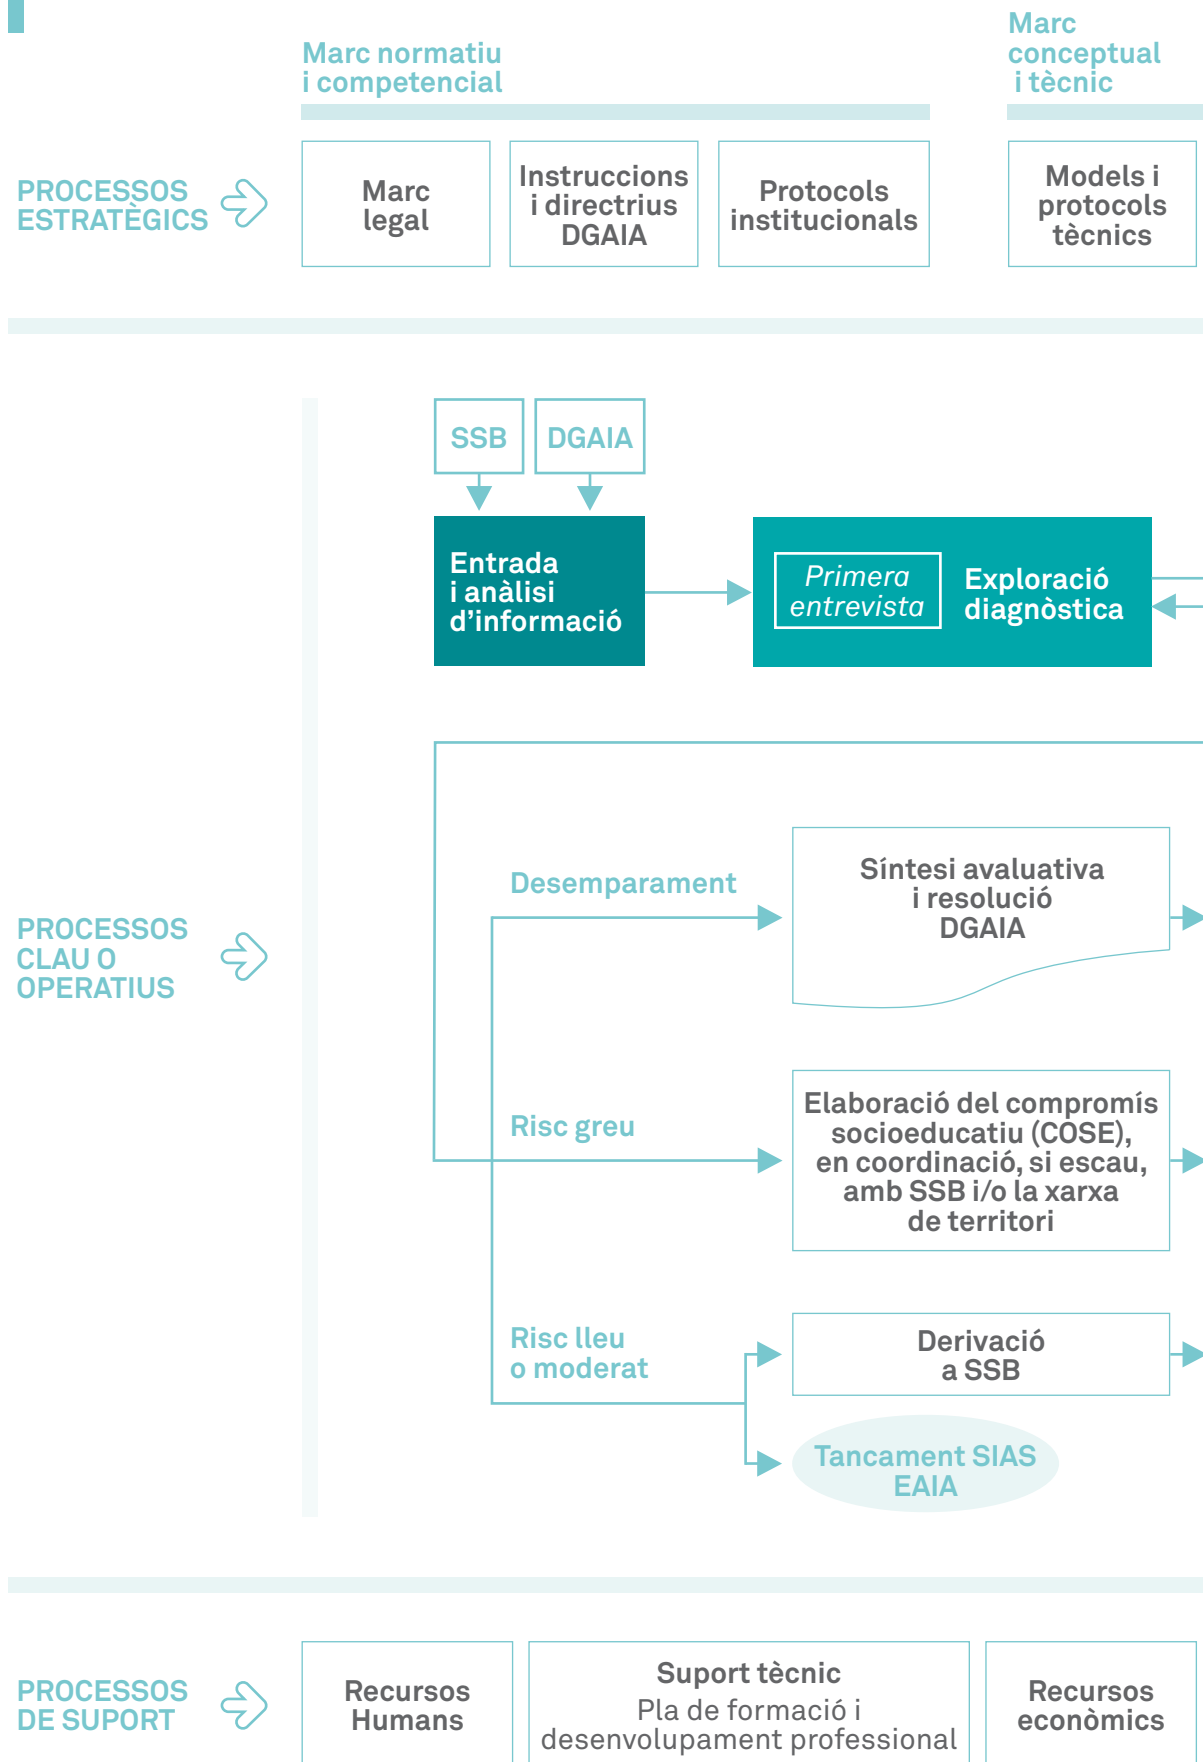 Marc normatiu
i competencial
Marc
conceptual
i tècnic
PROCESSOS
ESTRATÈGICS
Marc
legal
Instruccions
i directrius
DGAIA
Protocols
institucionals
Models i
protocols
tècnics
SSB
DGAIA
Entrada
i anàlisi
d’informació
Primera
entrevista
Exploració
diagnòstica
PROCESSOS
CLAU O
OPERATIUS
Desemparament
Síntesi avaluativa
i resolució
DGAIA
Risc greu
Elaboració del compromís
socioeducatiu (COSE),
en coordinació, si escau,
amb SSB i/o la xarxa
de territori
Risc lleu
o moderat
Derivació
a SSB
Tancament SIAS
EAIA
PROCESSOS
DE SUPORT
Recursos
Humans
Suport tècnic
Pla de formació i
desenvolupament professional
Recursos
econòmics